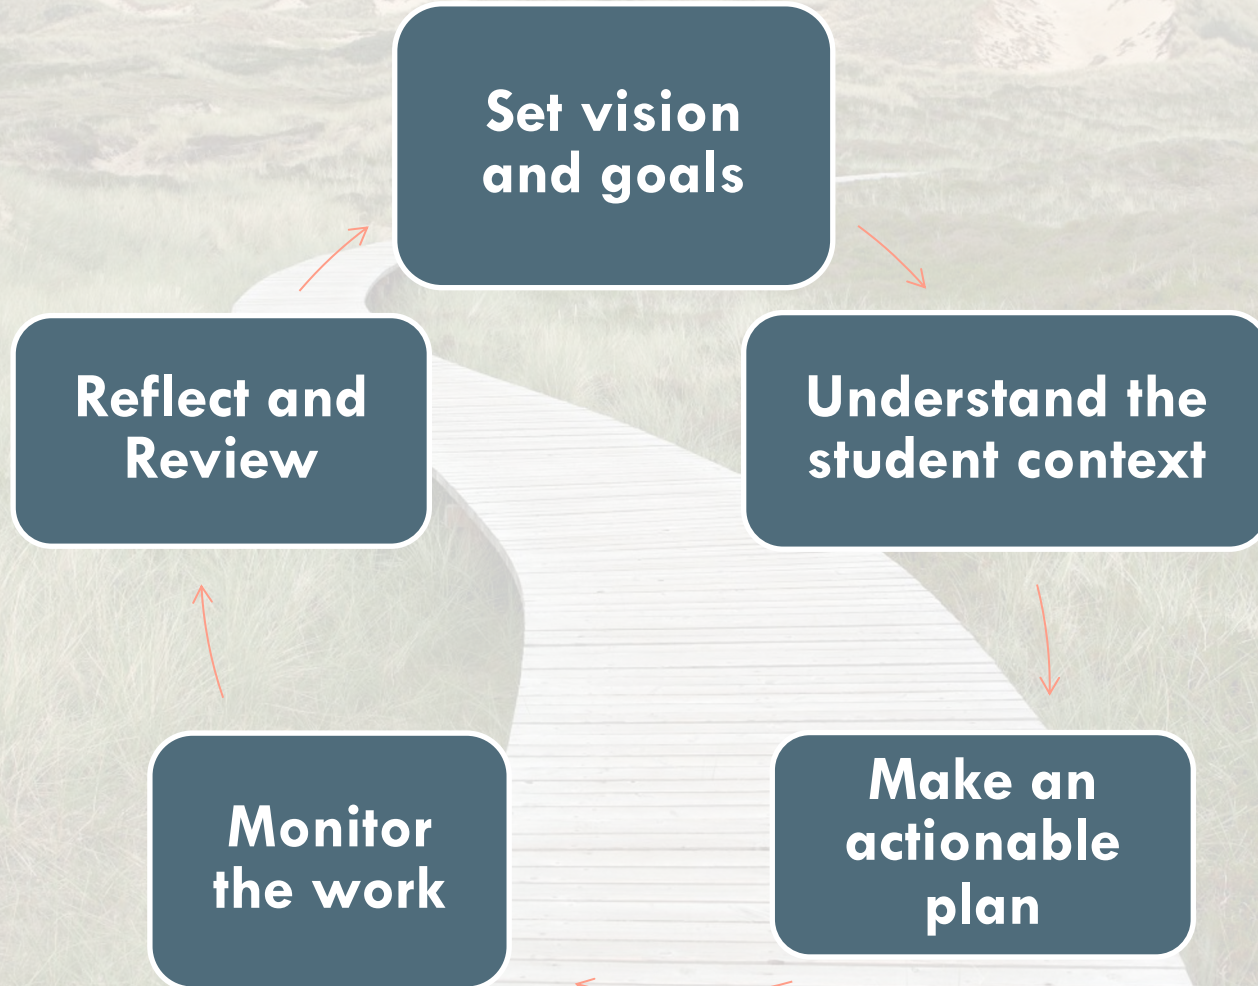 Set vision
and goals
Understand the
student context
Make an
actionable
plan
Monitor
the work
Reflect and
Review